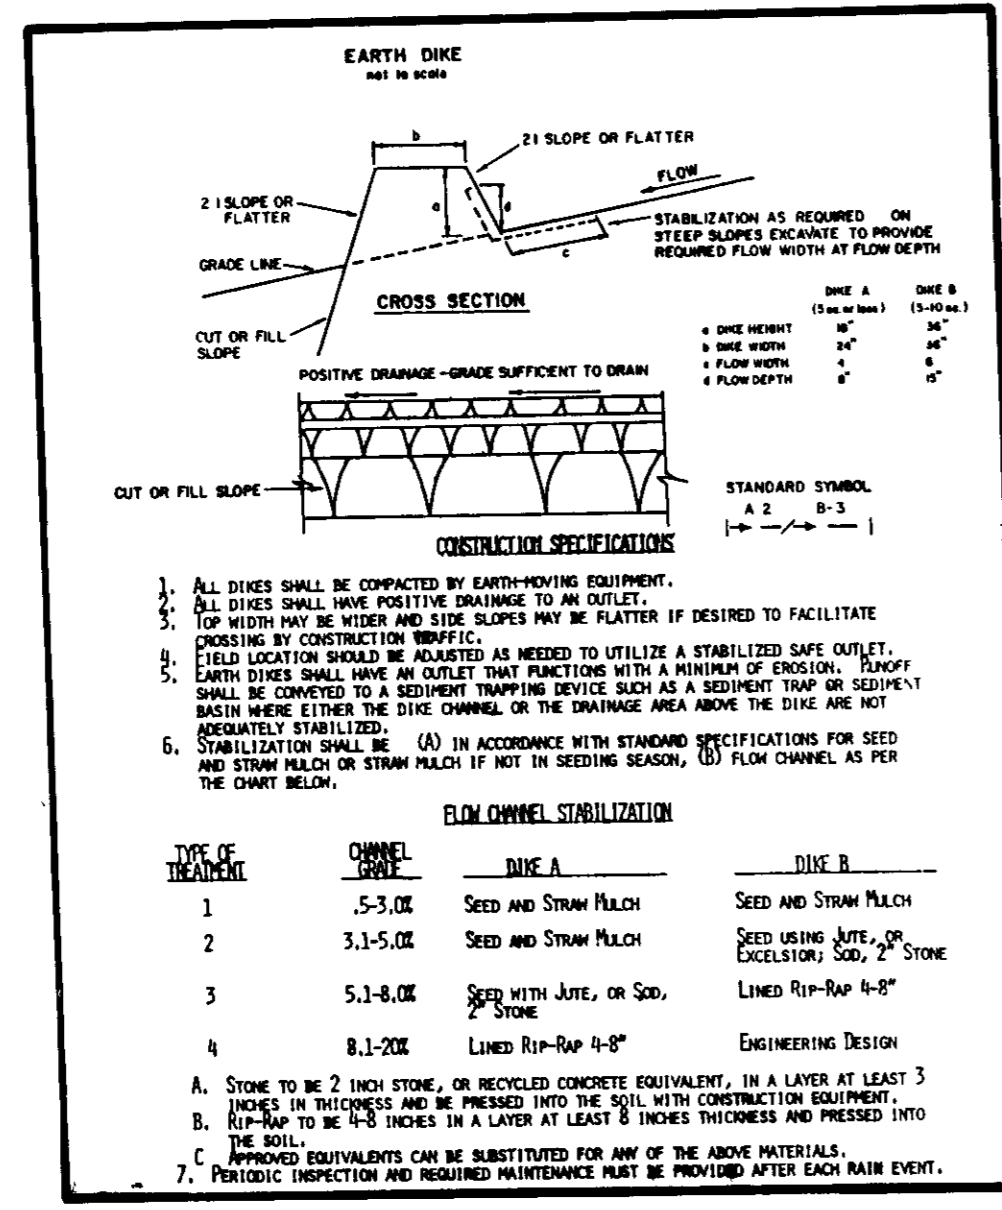 EARTH DIKE
not to scale
b
2 1 SLOPE OR FLATTER
FLOW
2 1 SLOPE OR
FLATTER
a
d
STABILIZATION AS REQUIRED ON
STEEP SLOPES EXCAVATE TO PROVIDE
REQUIRED FLOW WIDTH AT FLOW DEPTH
c
GRADE LINE
CROSS SECTION
CUT OR FILL
SLOPE
DIKE A DIKE B
(5 ac. or less) (5-10 ac.)
a DIKE HEIGHT 18" 36"
b DIKE WIDTH 24" 36"
c FLOW WIDTH 4 6
d FLOW DEPTH 8" 15"
POSITIVE DRAINAGE - GRADE SUFFICIENT TO DRAIN
CUT OR FILL SLOPE
STANDARD SYMBOL
A 2 B-3
CONSTRUCTION SPECIFICATIONS
1. ALL DIKES SHALL BE COMPACTED BY EARTH-MOVING EQUIPMENT.
2. ALL DIKES SHALL HAVE POSITIVE DRAINAGE TO AN OUTLET.
3. TOP WIDTH MAY BE WIDER AND SIDE SLOPES MAY BE FLATTER IF DESIRED TO FACILITATE
CROSSING BY CONSTRUCTION TRAFFIC.
4. FIELD LOCATION SHOULD BE ADJUSTED AS NEEDED TO UTILIZE A STABILIZED SAFE OUTLET.
5. EARTH DIKES SHALL HAVE AN OUTLET THAT FUNCTIONS WITH A MINIMUM OF EROSION. RUNOFF
SHALL BE CONVEYED TO A SEDIMENT TRAPPING DEVICE SUCH AS A SEDIMENT TRAP OR SEDIMENT
BASIN WHERE EITHER THE DIKE CHANNEL OR THE DRAINAGE AREA ABOVE THE DIKE ARE NOT
ADEQUATELY STABILIZED.
6. STABILIZATION SHALL BE (A) IN ACCORDANCE WITH STANDARD SPECIFICATIONS FOR SEED
AND STRAW MULCH OR STRAW MULCH IF NOT IN SEEDING SEASON, (B) FLOW CHANNEL AS PER
THE CHART BELOW.
FLOW CHANNEL STABILIZATION
TYPE OF CHANNEL
TREATMENT GRADE DIKE A DIKE B
1 .5-3.0% SEED AND STRAW MULCH SEED AND STRAW MULCH
2 3.1-5.0% SEED AND STRAW MULCH SEED USING JUTE, OR
EXCELSIOR; SOD, 2" STONE
3 5.1-8.0% SEED WITH JUTE, OR SOD, LINED RIP-RAP 4-8"
2" STONE
4 8.1-20% LINED RIP-RAP 4-8" ENGINEERING DESIGN
A. STONE TO BE 2 INCH STONE, OR RECYCLED CONCRETE EQUIVALENT, IN A LAYER AT LEAST 3
INCHES IN THICKNESS AND BE PRESSED INTO THE SOIL WITH CONSTRUCTION EQUIPMENT.
B. RIP-RAP TO BE 4-8 INCHES IN A LAYER AT LEAST 8 INCHES THICKNESS AND PRESSED INTO
THE SOIL.
C APPROVED EQUIVALENTS CAN BE SUBSTITUTED FOR ANY OF THE ABOVE MATERIALS.
7. PERIODIC INSPECTION AND REQUIRED MAINTENANCE MUST BE PROVIDED AFTER EACH RAIN EVENT.